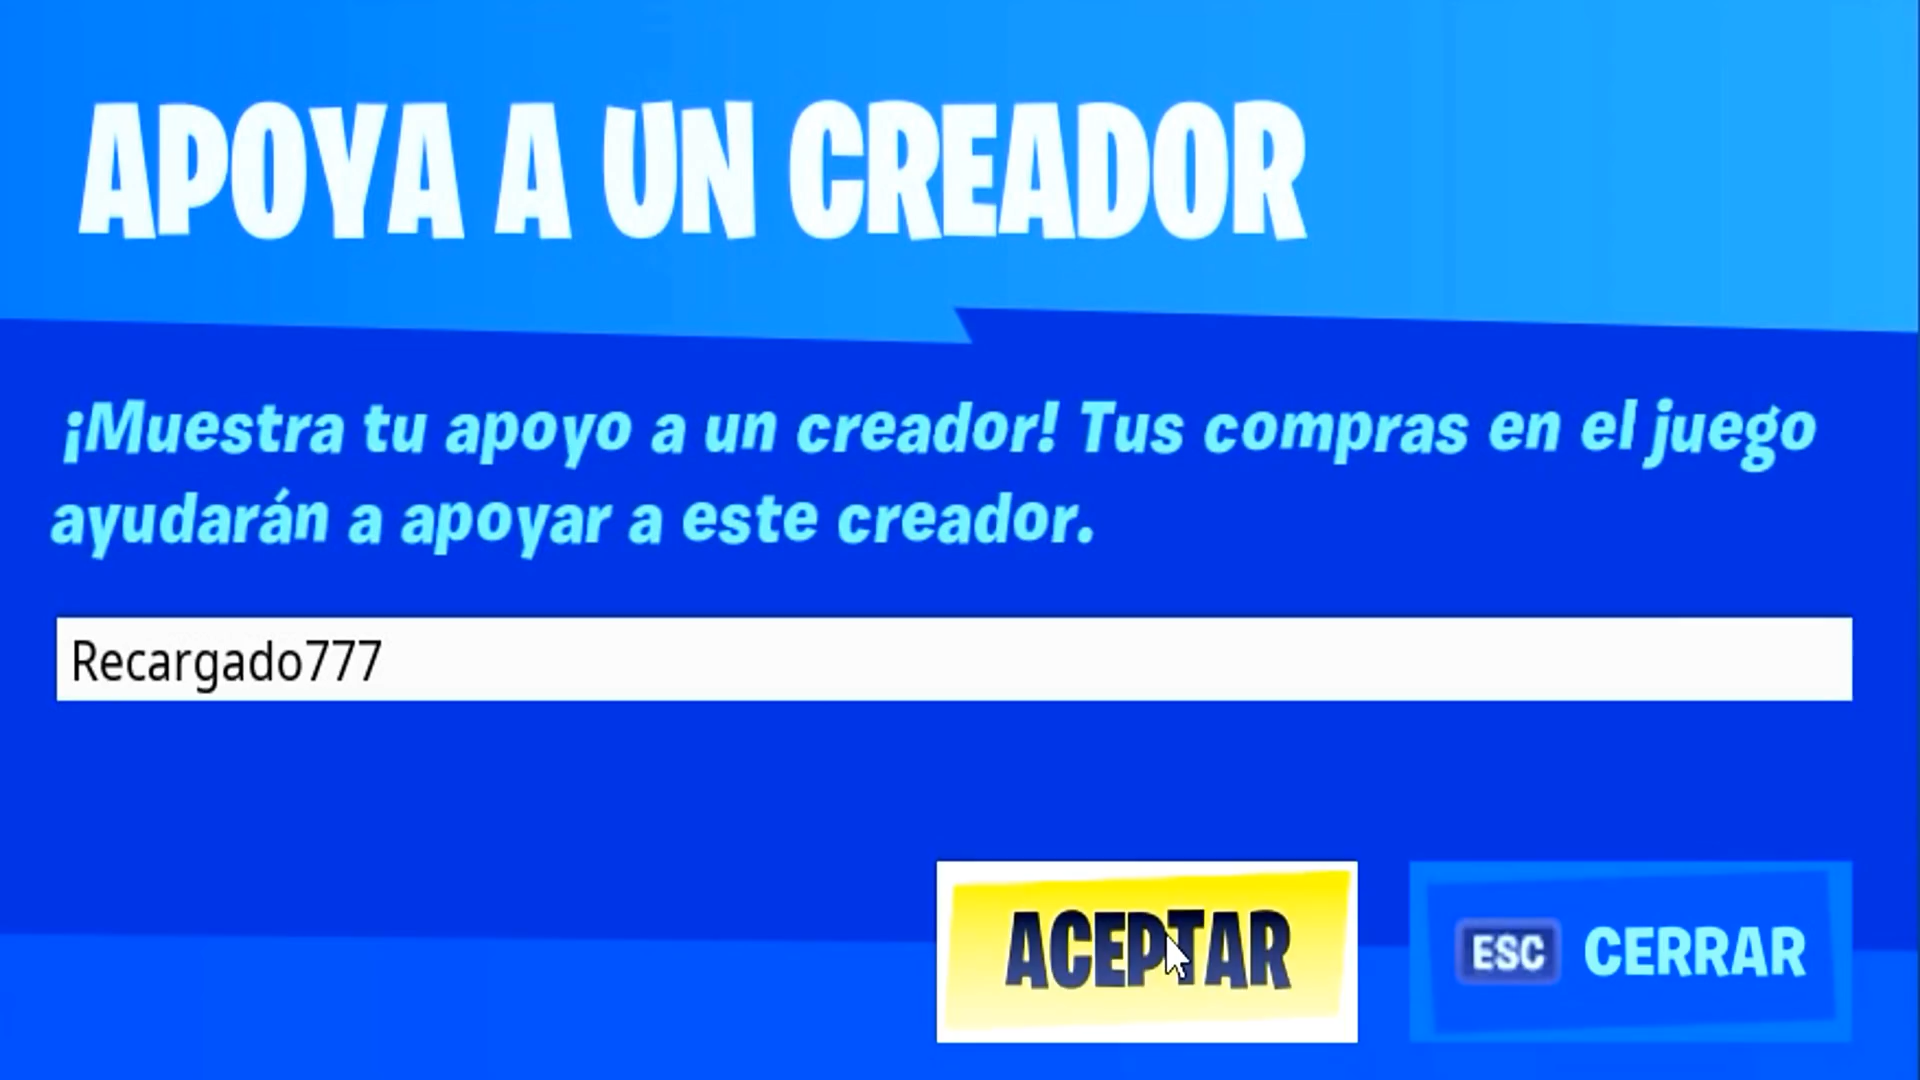 APOYA A UN CREADOR
¡Muestra tu apoyo a un creador! Tus compras en el juego
ayudarán a apoyar a este creador.
Recargado777
ACEPTAR
ESC CERRAR